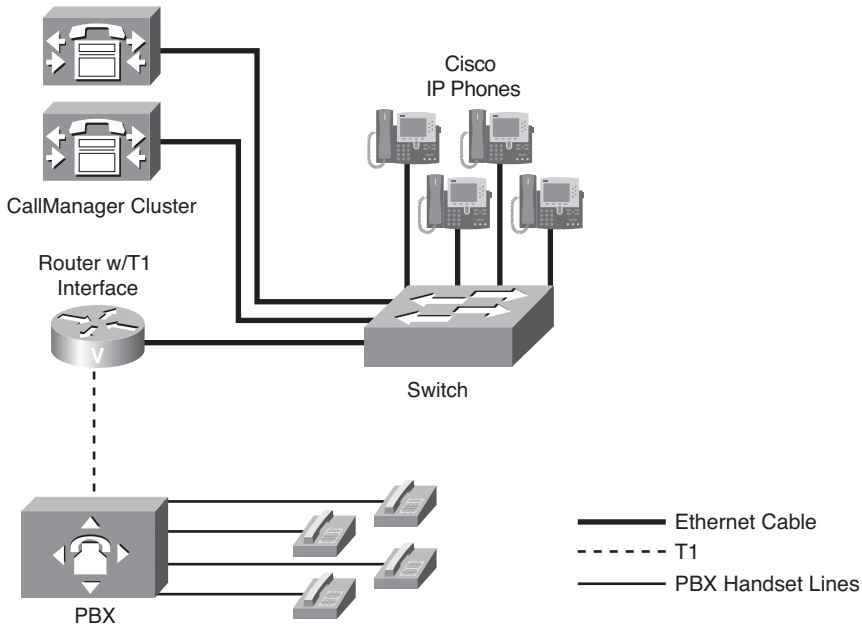 Cisco
IP Phones
CallManager Cluster
Router w/T1
Interface
V
Switch
PBX
Ethernet Cable
T1
PBX Handset Lines